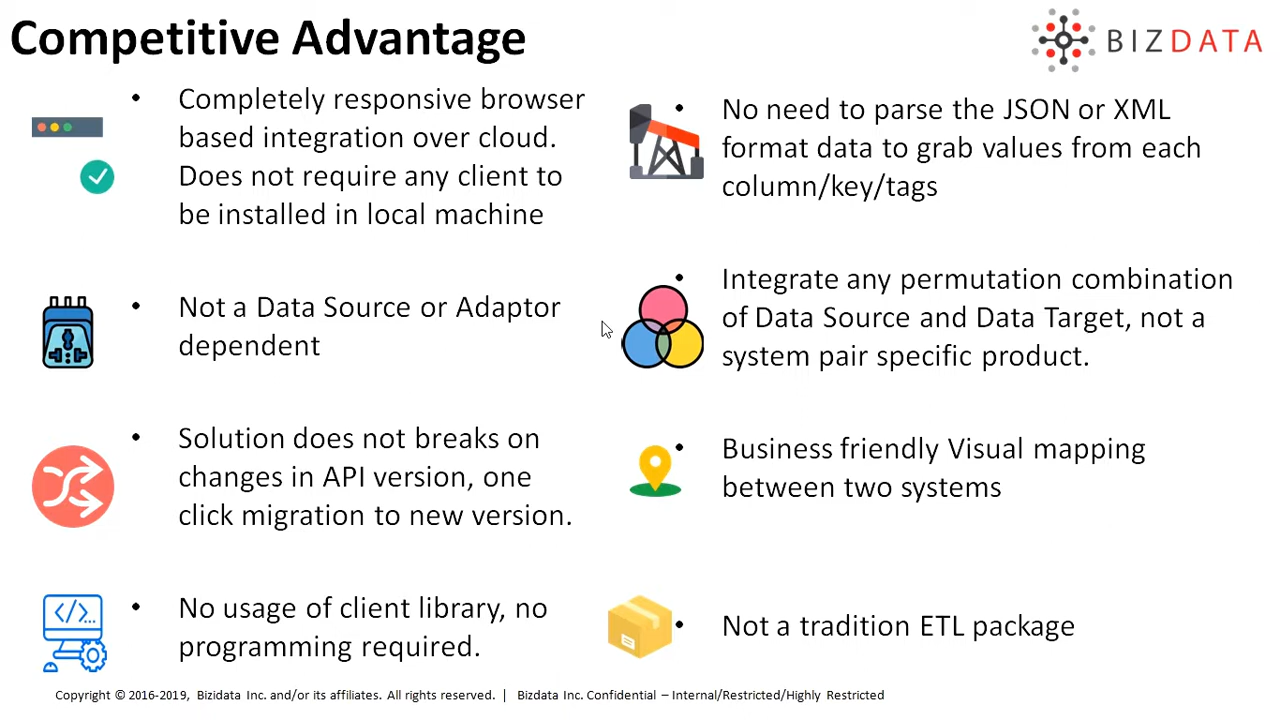 Competitive Advantage
BIZDATA
• Completely responsive browser
based integration over cloud.
Does not require any client to
be installed in local machine
• Not a Data Source or Adaptor
dependent
• Solution does not breaks on
changes in API version, one
click migration to new version.
• No usage of client library, no
programming required.
• No need to parse the JSON or XML
format data to grab values from each
column/key/tags
• Integrate any permutation combination
of Data Source and Data Target, not a
system pair specific product.
• Business friendly Visual mapping
between two systems
• Not a tradition ETL package
Copyright © 2016-2019, Bizidata Inc. and/or its affiliates. All rights reserved. | Bizdata Inc. Confidential – Internal/Restricted/Highly Restricted